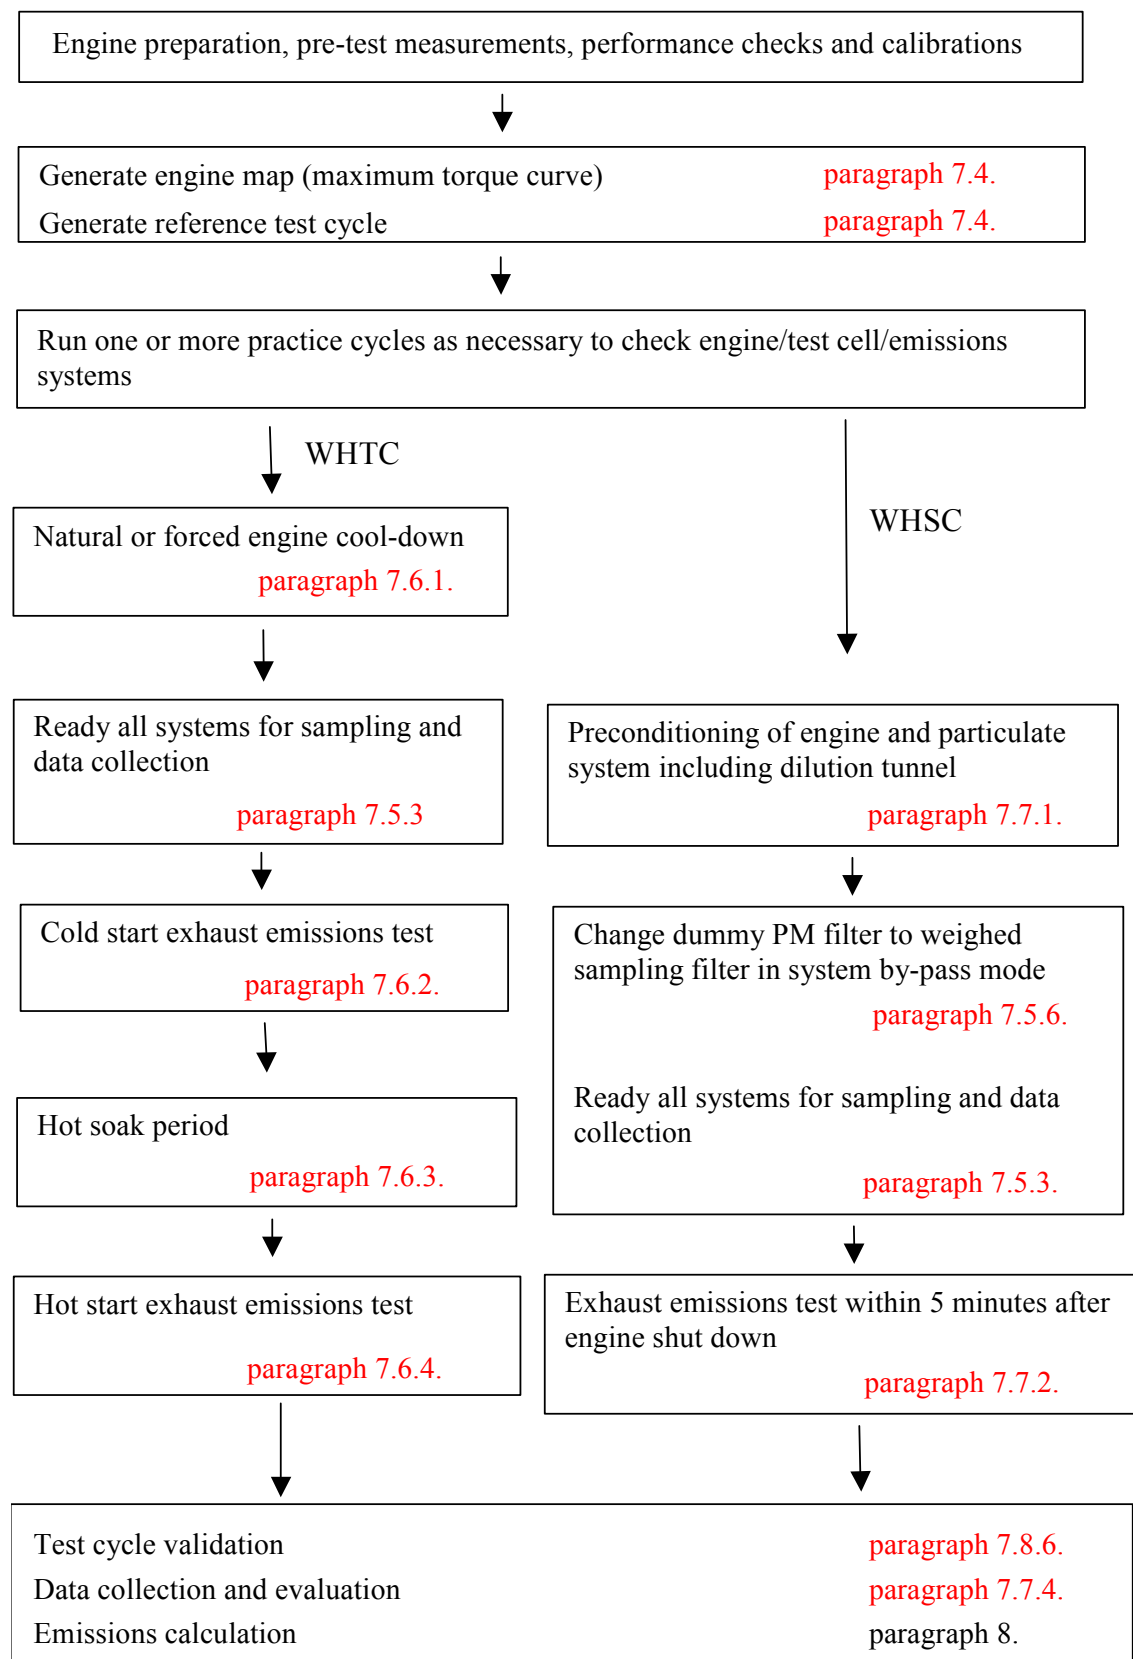 Engine preparation, pre-test measurements, performance checks and calibrations
Generate engine map (maximum torque curve) paragraph 7.4.
Generate reference test cycle paragraph 7.4.
Run one or more practice cycles as necessary to check engine/test cell/emissions
systems
WHTC
Natural or forced engine cool-down
paragraph 7.6.1.
Ready all systems for sampling and
data collection
paragraph 7.5.3
Cold start exhaust emissions test
paragraph 7.6.2.
Hot soak period
paragraph 7.6.3.
Hot start exhaust emissions test
paragraph 7.6.4.
WHSC
Preconditioning of engine and particulate
system including dilution tunnel
paragraph 7.7.1.
Change dummy PM filter to weighed
sampling filter in system by-pass mode
paragraph 7.5.6.
Ready all systems for sampling and data
collection
paragraph 7.5.3.
Exhaust emissions test within 5 minutes after
engine shut down
paragraph 7.7.2.
Test cycle validation paragraph 7.8.6.
Data collection and evaluation paragraph 7.7.4.
Emissions calculation paragraph 8.